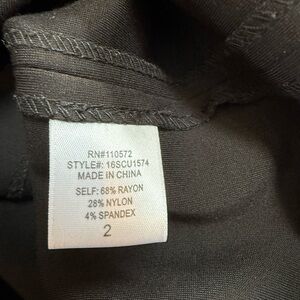 RN#110572
STYLE#: 16SCU1574
MADE IN CHINA
SELF: 68% RAYON
28% NYLON
4% SPANDEX
2